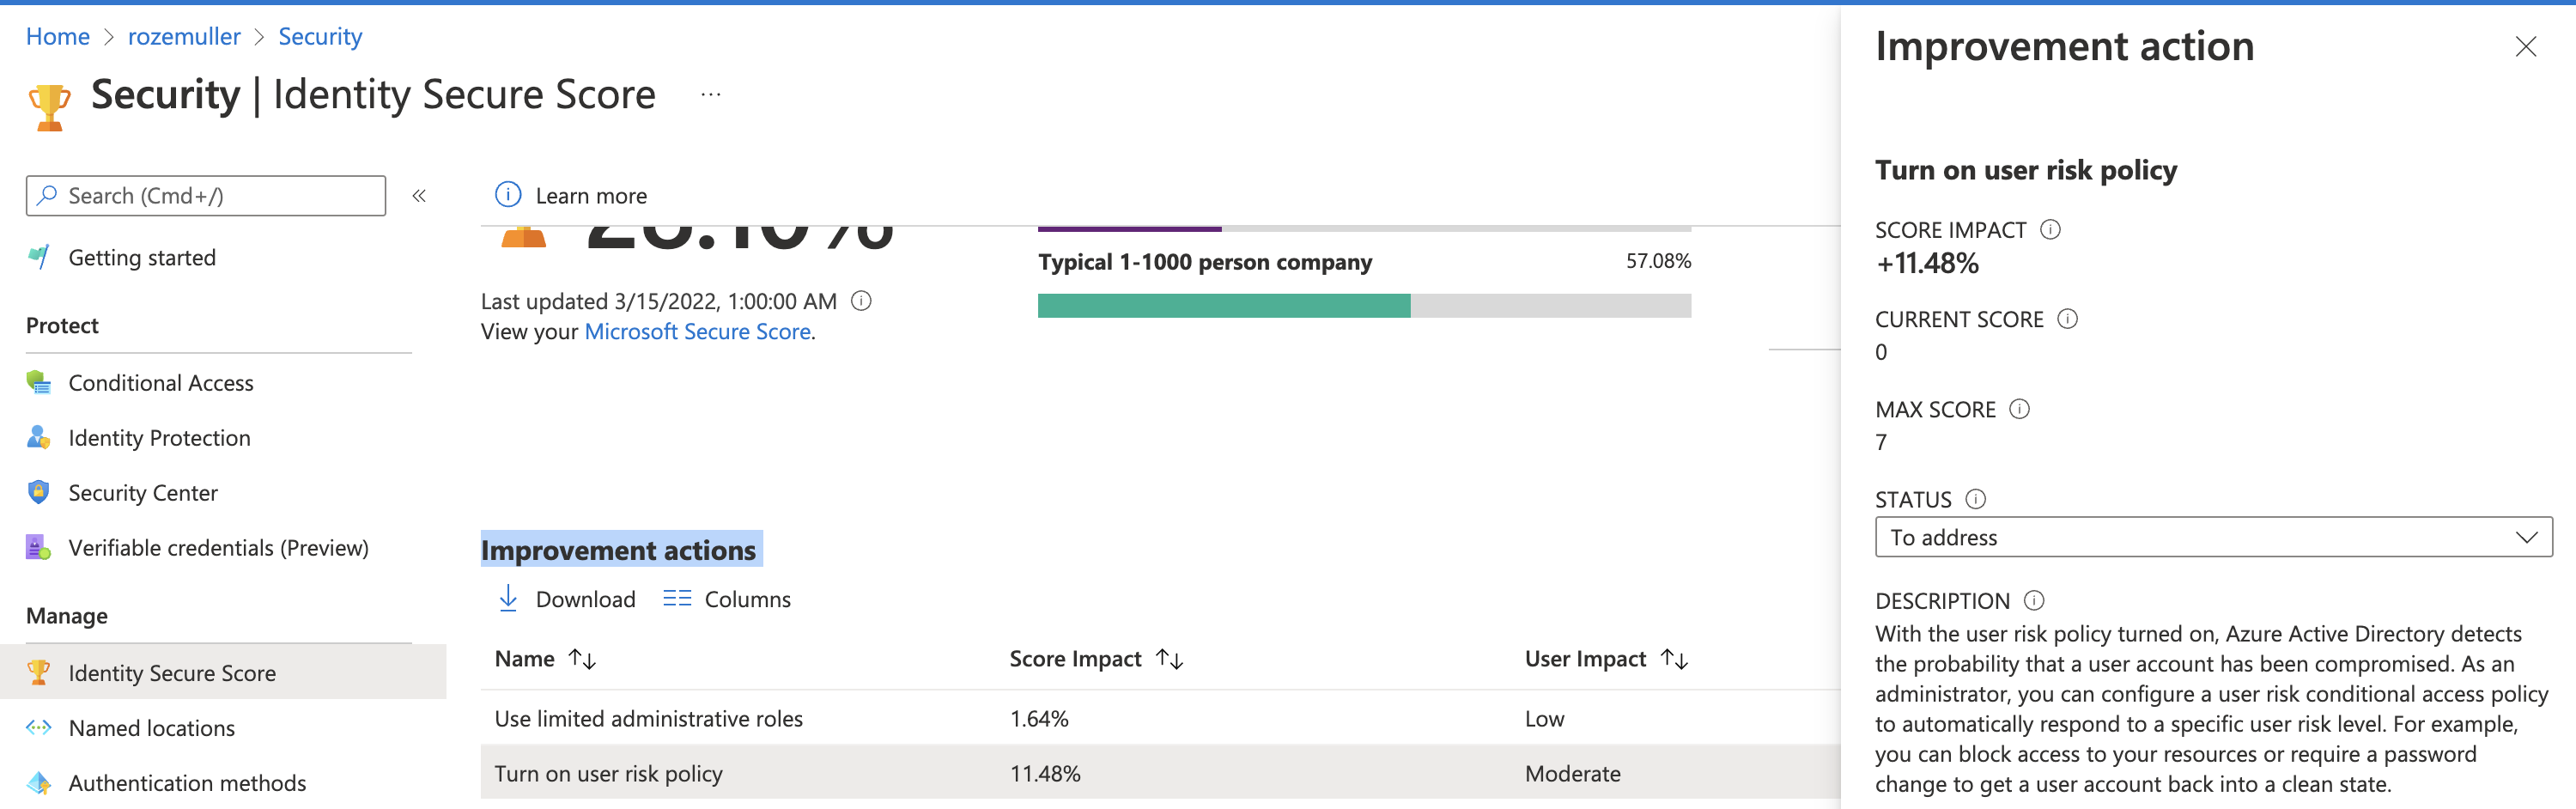 Home > rozemuller > Security
Security | Identity Secure Score ...
Search (Cmd+/)
«
Getting started
Protect
Conditional Access
Identity Protection
Security Center
Verifiable credentials (Preview)
Manage
Identity Secure Score
Named locations
Authentication methods
Learn more
Typical 1-1000 person company 57.08%
Last updated 3/15/2022, 1:00:00 AM
View your Microsoft Secure Score.
Improvement actions
Download Columns
Name Score Impact User Impact
Use limited administrative roles 1.64% Low
Turn on user risk policy 11.48% Moderate
Improvement action
Turn on user risk policy
SCORE IMPACT
+11.48%
CURRENT SCORE
0
MAX SCORE
7
STATUS
To address
DESCRIPTION
With the user risk policy turned on, Azure Active Directory detects
the probability that a user account has been compromised. As an
administrator, you can configure a user risk conditional access policy
to automatically respond to a specific user risk level. For example,
you can block access to your resources or require a password
change to get a user account back into a clean state.